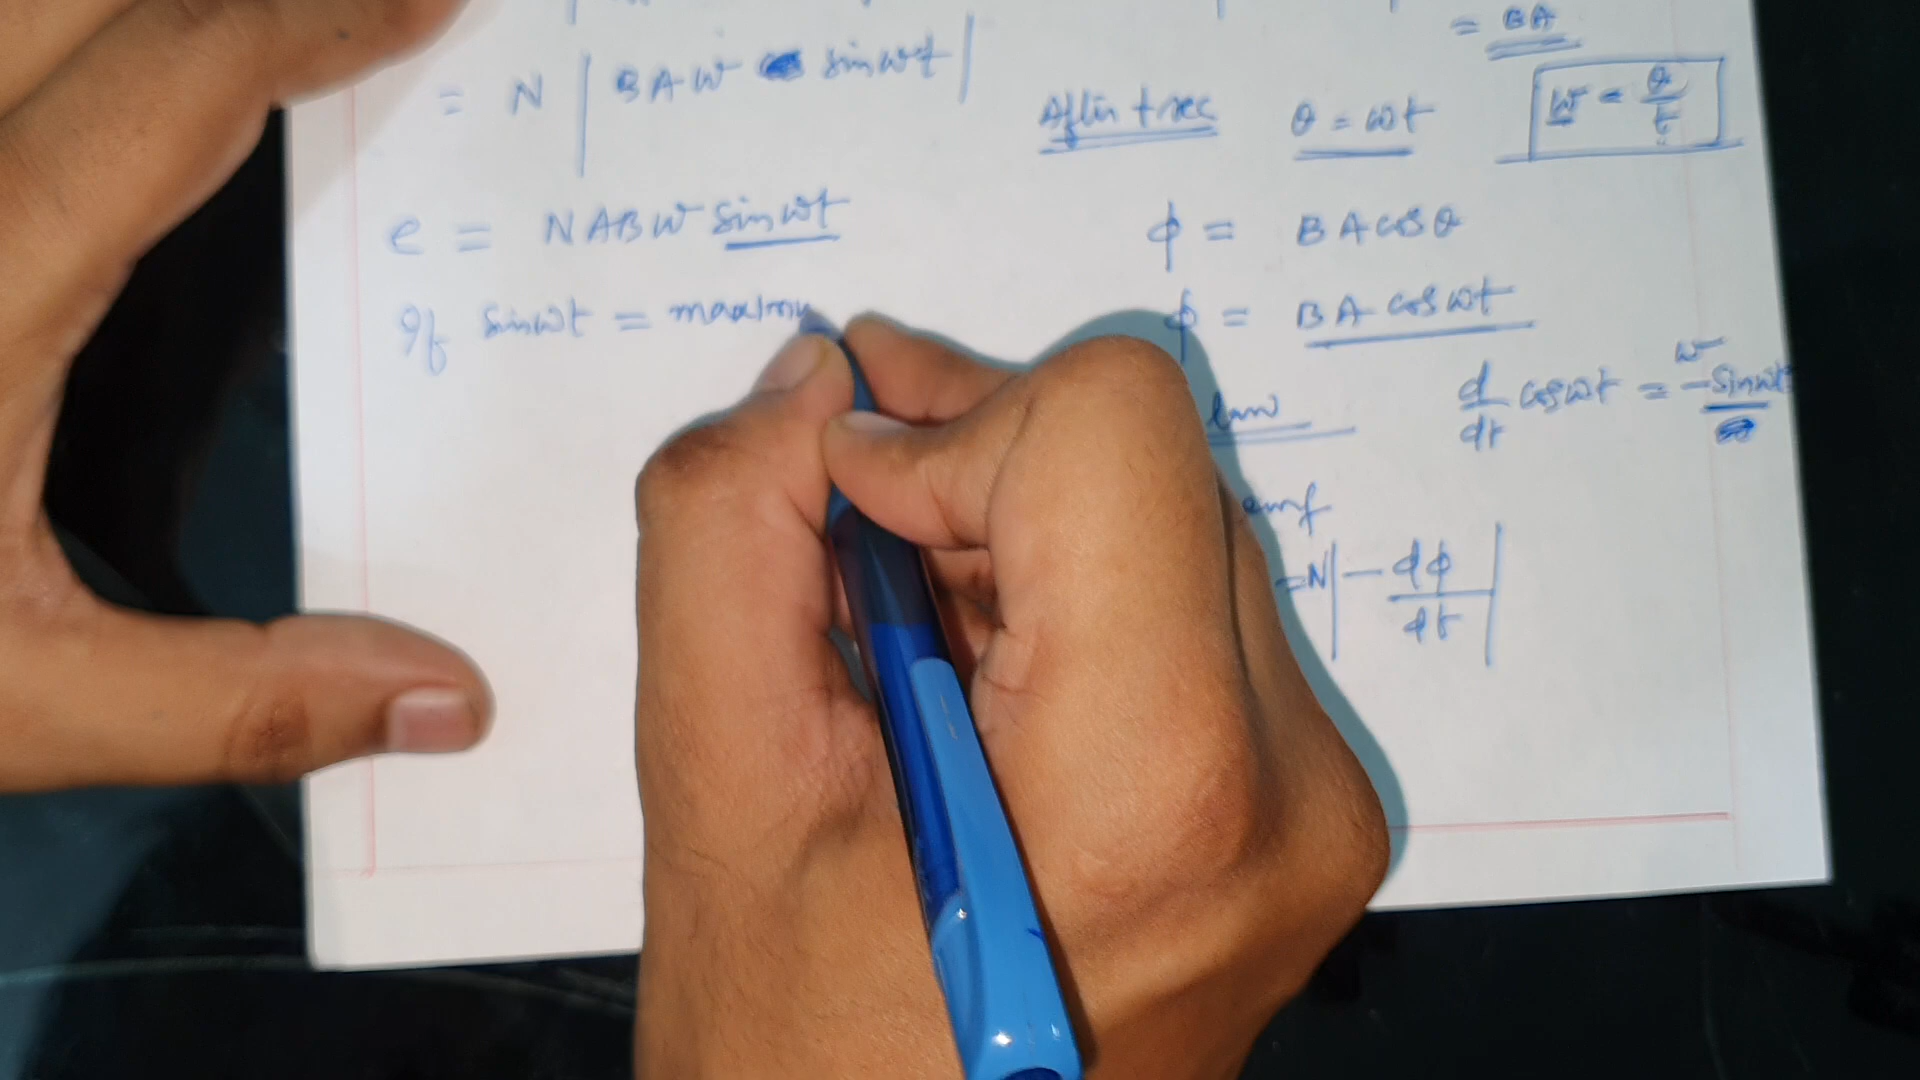 = N | BAω sinωt |
e = NABω sinωt
If sinωt = maximu
= BA
ω = θ/t
After t sec θ = ωt
ϕ = BA cosθ
ϕ = BA cosωt
d/dt cosωt = -ω sinωt
law
emf
= N | - dϕ/dt |